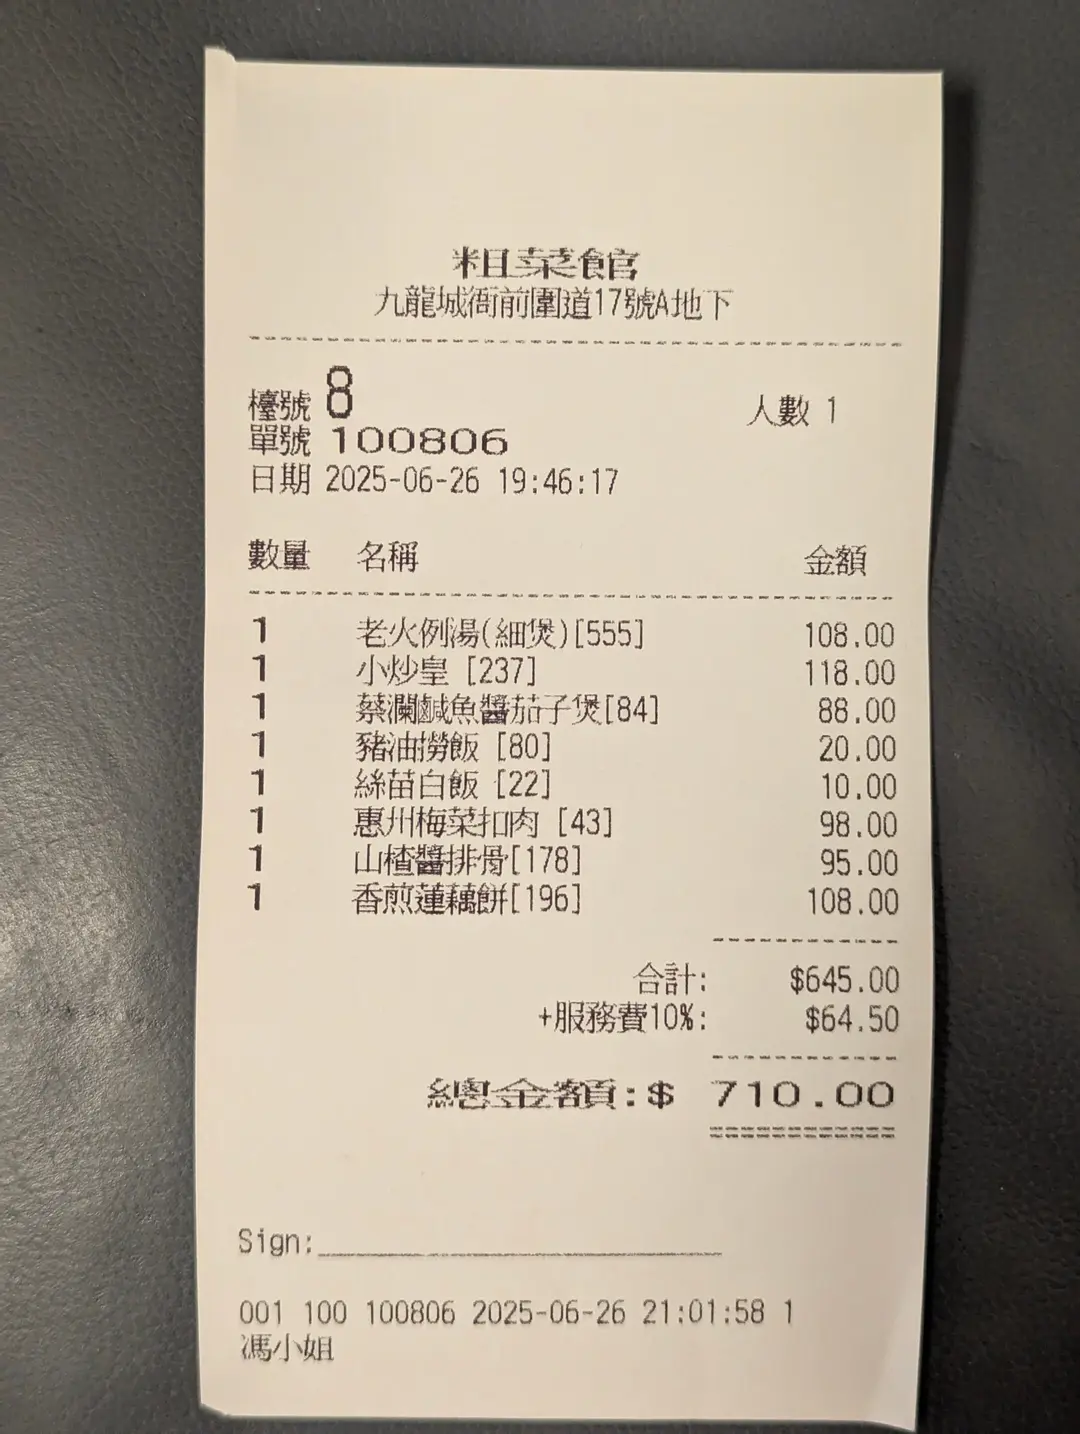 粗菜館
九龍城衙前圍道17號A地下
檯號 8 人數 1
單號 100806
日期 2025-06-26 19:46:17
數量 名稱 金額
1 老火例湯(細煲)[555] 108.00
1 小炒皇 [237] 118.00
1 蔡瀾鹹魚醬茄子煲[84] 88.00
1 豬油撈飯 [80] 20.00
1 絲苗白飯 [22] 10.00
1 惠州梅菜扣肉 [43] 98.00
1 山楂醬排骨[178] 95.00
1 香煎蓮藕餅[196] 108.00
合計: $645.00
+服務費10%: $64.50
總金額:$ 710.00
Sign:
001 100 100806 2025-06-26 21:01:58 1
馮小姐